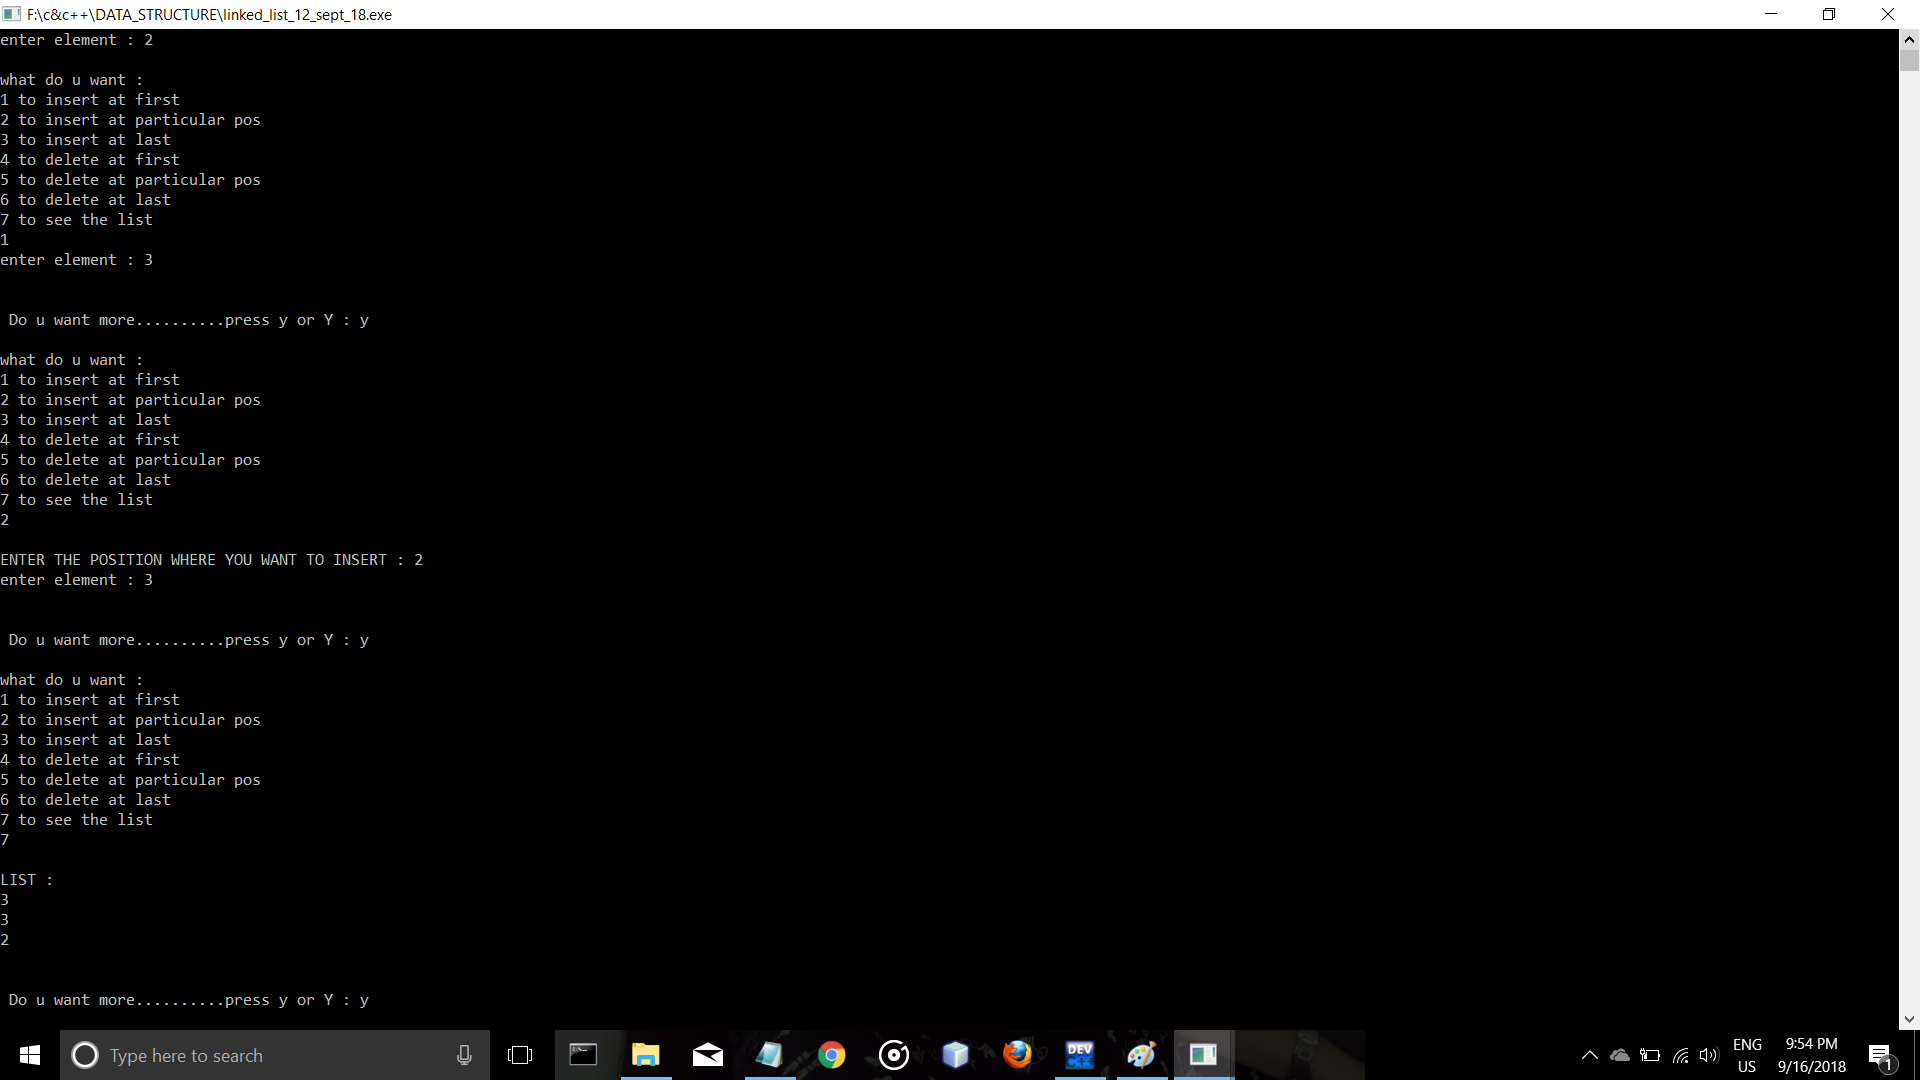 F:\c&c++\DATA_STRUCTURE\linked_list_12_sept_18.exe
enter element : 2
what do u want :
1 to insert at first
2 to insert at particular pos
3 to insert at last
4 to delete at first
5 to delete at particular pos
6 to delete at last
7 to see the list
1
enter element : 3
Do u want more..........press y or Y : y
what do u want :
1 to insert at first
2 to insert at particular pos
3 to insert at last
4 to delete at first
5 to delete at particular pos
6 to delete at last
7 to see the list
2
ENTER THE POSITION WHERE YOU WANT TO INSERT : 2
enter element : 3
Do u want more..........press y or Y : y
what do u want :
1 to insert at first
2 to insert at particular pos
3 to insert at last
4 to delete at first
5 to delete at particular pos
6 to delete at last
7 to see the list
7
LIST :
3
3
2
Do u want more..........press y or Y : y
Type here to search
DEV C++
ENG
US
9:54 PM
9/16/2018
1